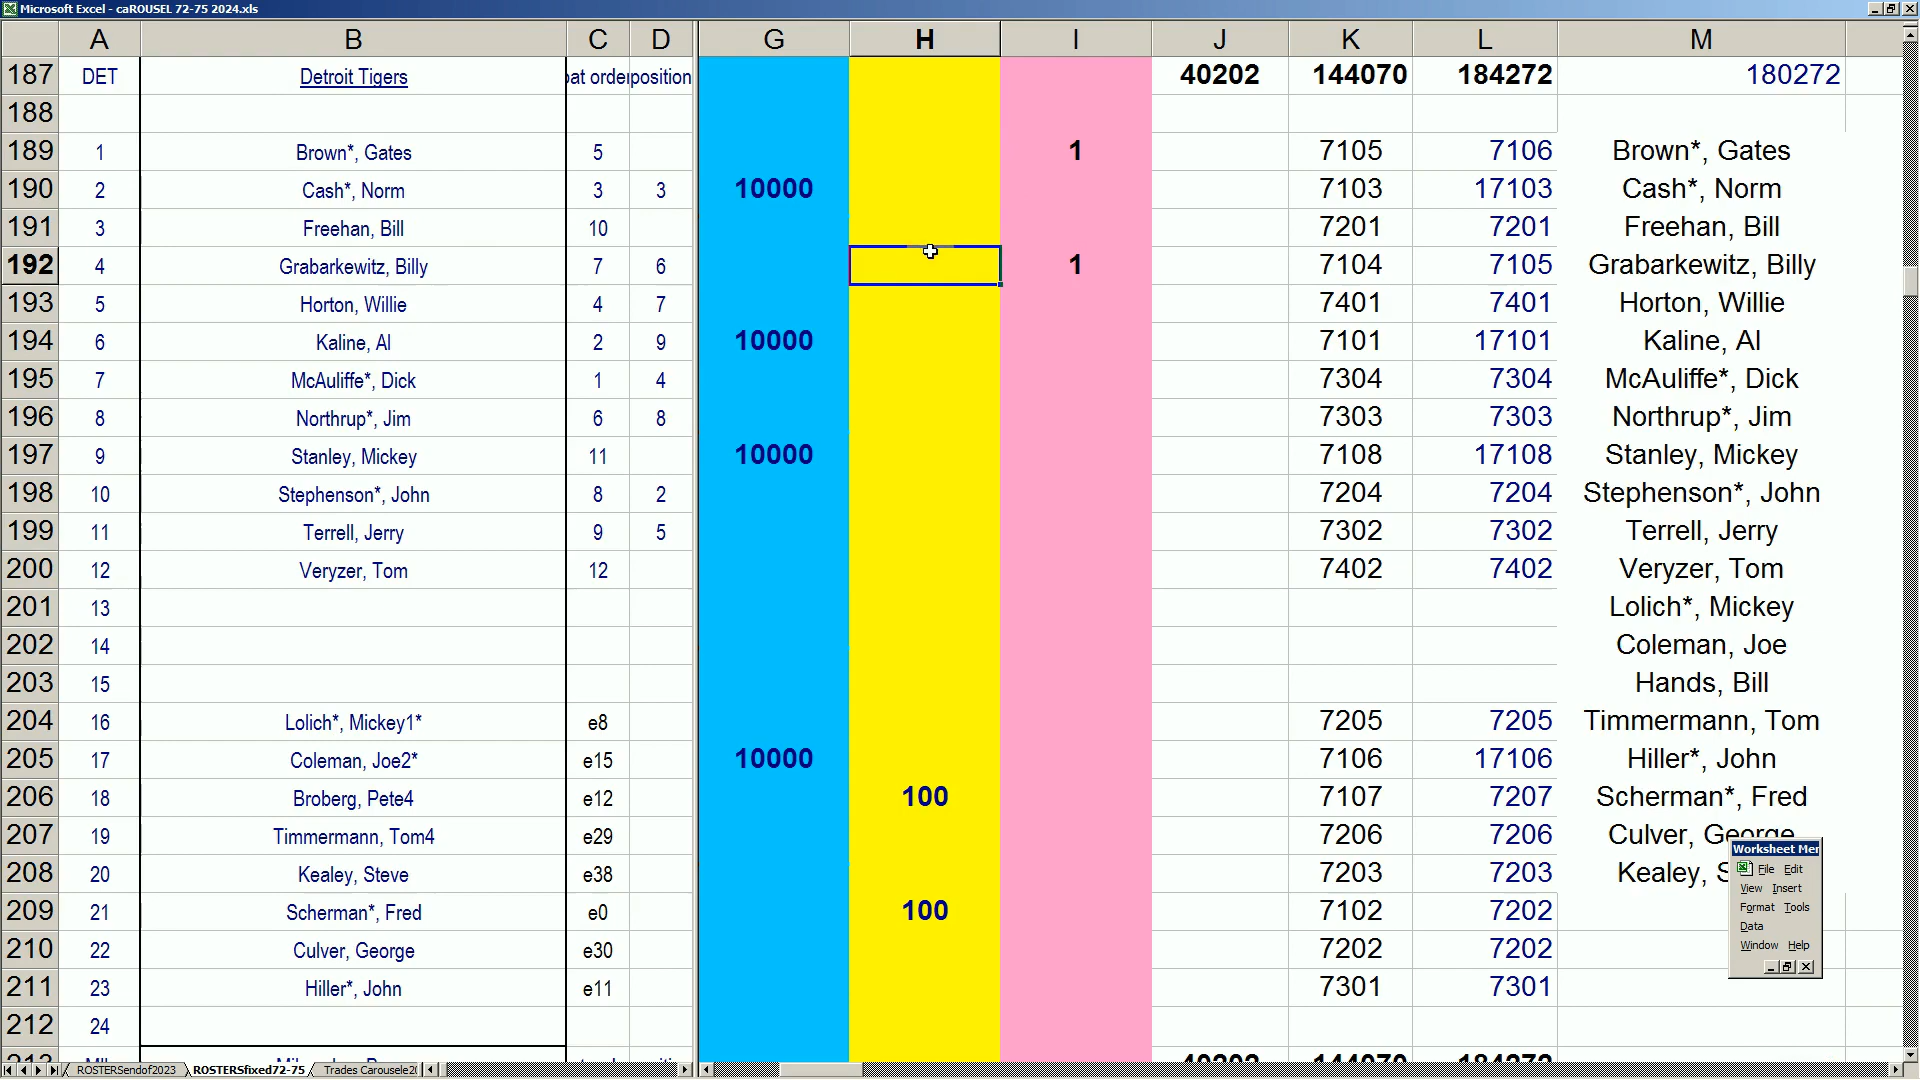 Microsoft Excel - caROUSEL 72-75 2024.xls
A B C D G H I J K L M
187 DET Detroit Tigers bat order position 40202 144070 184272 180272
188
189 1 Brown*, Gates 5 1 7105 7106 Brown*, Gates
190 2 Cash*, Norm 3 3 10000 7103 17103 Cash*, Norm
191 3 Freehan, Bill 10 7201 7201 Freehan, Bill
192 4 Grabarkewitz, Billy 7 6 1 7104 7105 Grabarkewitz, Billy
193 5 Horton, Willie 4 7 7401 7401 Horton, Willie
194 6 Kaline, Al 2 9 10000 7101 17101 Kaline, Al
195 7 McAuliffe*, Dick 1 4 7304 7304 McAuliffe*, Dick
196 8 Northrup*, Jim 6 8 7303 7303 Northrup*, Jim
197 9 Stanley, Mickey 11 10000 7108 17108 Stanley, Mickey
198 10 Stephenson*, John 8 2 7204 7204 Stephenson*, John
199 11 Terrell, Jerry 9 5 7302 7302 Terrell, Jerry
200 12 Veryzer, Tom 12 7402 7402 Veryzer, Tom
201 13 Lolich*, Mickey
202 14 Coleman, Joe
203 15 Hands, Bill
204 16 Lolich*, Mickey1* e8 7205 7205 Timmermann, Tom
205 17 Coleman, Joe2* e15 10000 7106 17106 Hiller*, John
206 18 Broberg, Pete4 e12 100 7107 7207 Scherman*, Fred
207 19 Timmermann, Tom4 e29 7206 7206 Culver, George
208 20 Kealey, Steve e38 7203 7203 Kealey, S
209 21 Scherman*, Fred e0 100 7102 7202
210 22 Culver, George e30 7202 7202
211 23 Hiller*, John e11 7301 7301
212 24
213 40202 144070 184272
Worksheet Mer
File Edit
View Insert
Format Tools
Data
Window Help
ROSTERSendof2023 ROSTERSfixed72-75 Trades Carousele20